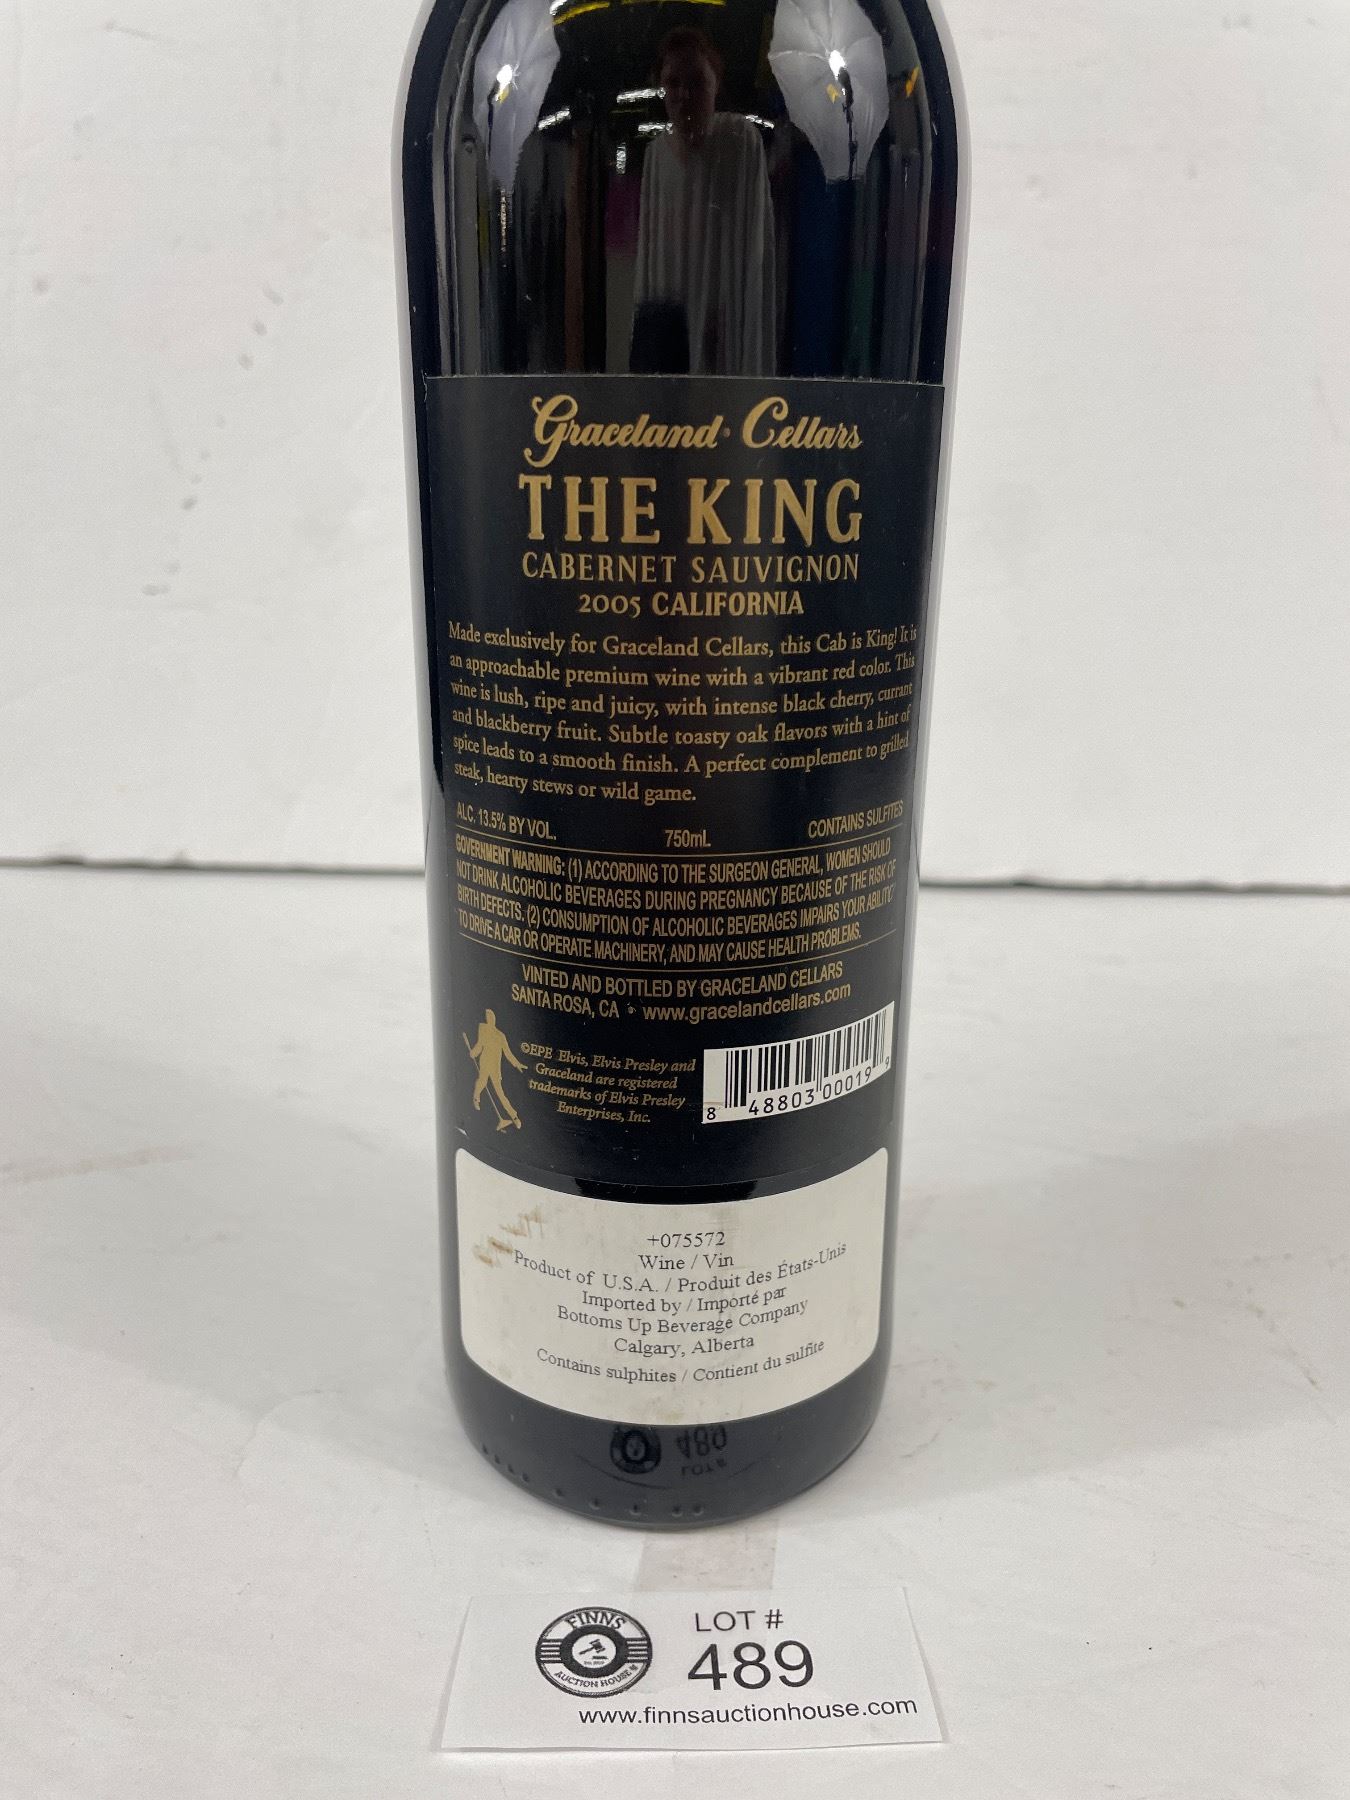 Graceland Cellars
THE KING
CABERNET SAUVIGNON
2005 CALIFORNIA
Made exclusively for Graceland Cellars, this Cab is King! It is
an approachable premium wine with a vibrant red color. This
wine is lush, ripe and juicy, with intense black cherry, currant
and blackberry fruit. Subtle toasty oak flavors with a hint of
spice leads to a smooth finish. A perfect complement to grilled
steak, hearty stews or wild game.
ALC. 13.5% BY VOL. 750mL CONTAINS SULFITES
GOVERNMENT WARNING: (1) ACCORDING TO THE SURGEON GENERAL, WOMEN SHOULD
NOT DRINK ALCOHOLIC BEVERAGES DURING PREGNANCY BECAUSE OF THE RISK OF
BIRTH DEFECTS. (2) CONSUMPTION OF ALCOHOLIC BEVERAGES IMPAIRS YOUR ABILITY
TO DRIVE A CAR OR OPERATE MACHINERY, AND MAY CAUSE HEALTH PROBLEMS.
VINTED AND BOTTLED BY GRACELAND CELLARS
SANTA ROSA, CA • www.gracelandcellars.com
©EPE Elvis, Elvis Presley and
Graceland are registered
trademarks of Elvis Presley
Enterprises, Inc.
8 48803 00019 9
+075572
Wine / Vin
Product of U.S.A. / Produit des États-Unis
Imported by / Importé par
Bottoms Up Beverage Company
Calgary, Alberta
Contains sulphites / Contient du sulfite
FINNS
AUCTION HOUSE
LOT #
489
www.finnsauctionhouse.com